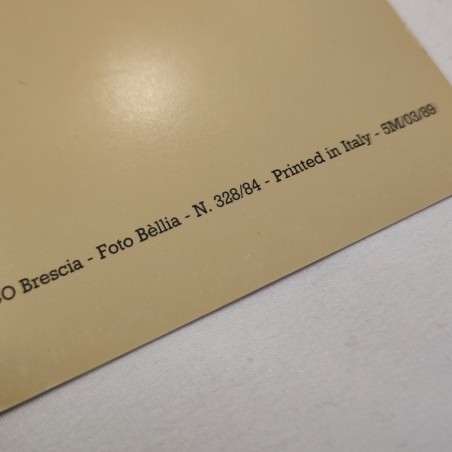 O Brescia - Foto Bèllia - N. 328/84 - Printed in Italy - 5M/03/89